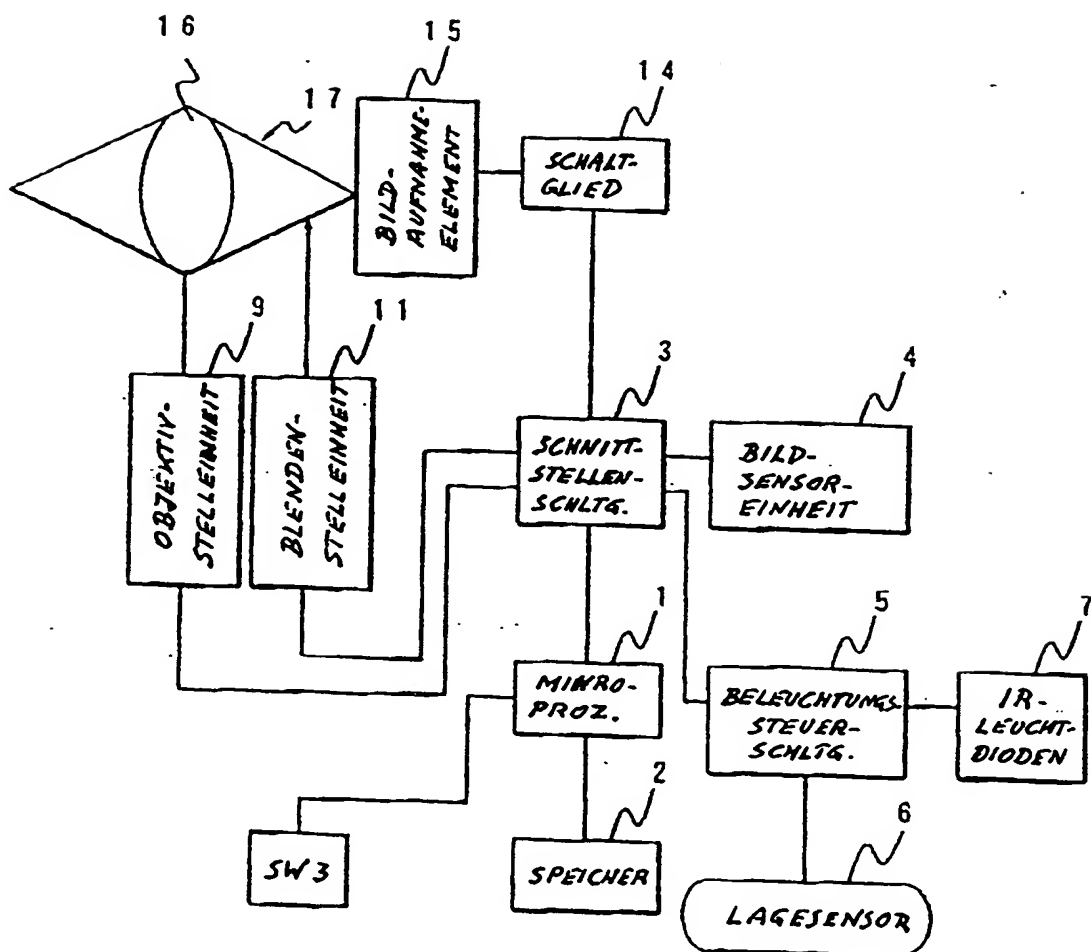 16
15
14
17
BILD-
AUFNAHME-
ELEMENT
SCHALT-
GLIED
9
11
3
4
OBJEKTIV-
STELLEINHEIT
BLENDEN-
STELLEINHEIT
SCHNITT-
STELLEN-
SCHLTG.
BILD-
SENSOR-
EINHEIT
1
5
7
MIKRO-
PROZ.
BELEUCHTUNGS
STEUER-
SCHLTG.
IR-
LEUCHT-
DIODEN
2
6
SW3
SPEICHER
LAGESENSOR